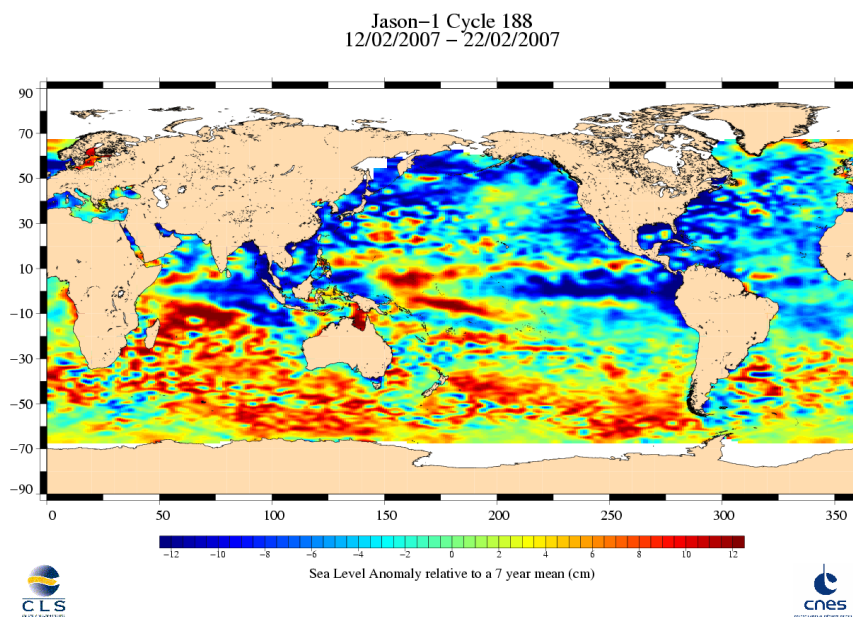 Jason−1 Cycle 188
12/02/2007 − 22/02/2007
90
70
50
30
10
−10
−30
−50
−70
−90
0 50 100 150 200 250 300 350
−12 −10 −8 −6 −4 −2 0 2 4 6 8 10 12
Sea Level Anomaly relative to a 7 year mean (cm)
CLS
cnes